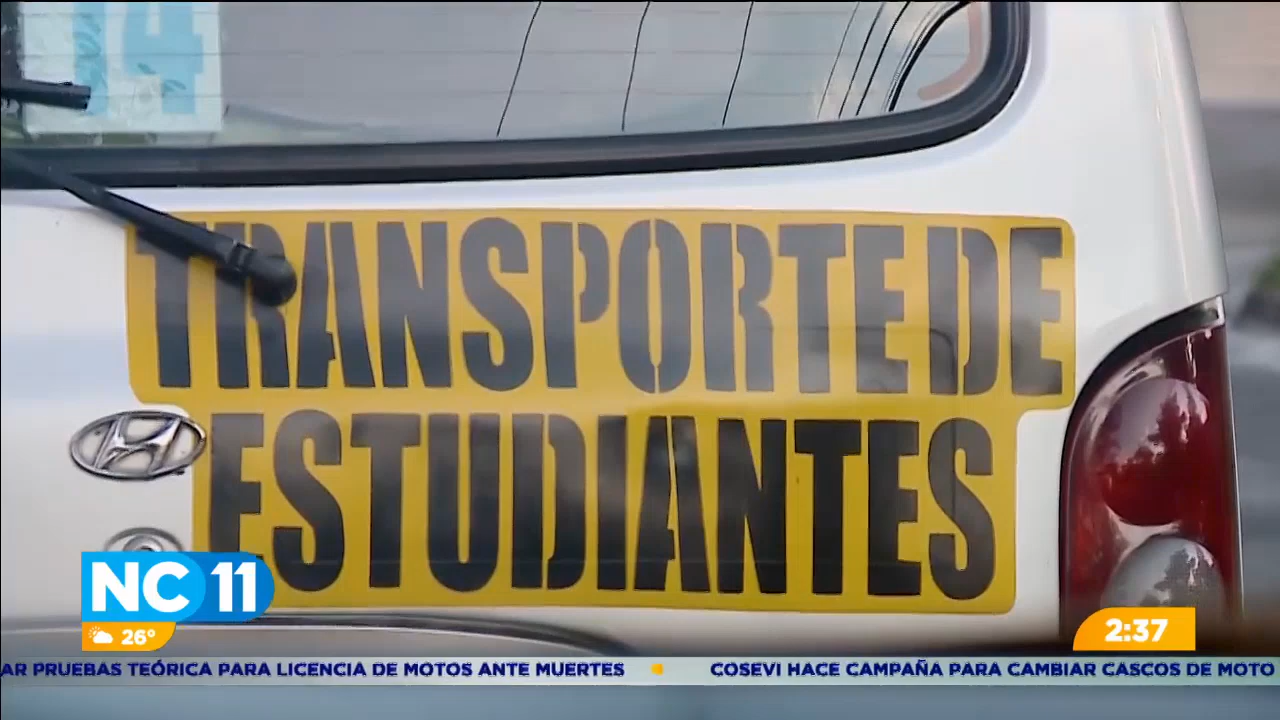 14
TRANSPORTE DE
ESTUDIANTES
NC 11
26°
2:37
AR PRUEBAS TEÓRICA PARA LICENCIA DE MOTOS ANTE MUERTES COSEVI HACE CAMPAÑA PARA CAMBIAR CASCOS DE MOTO